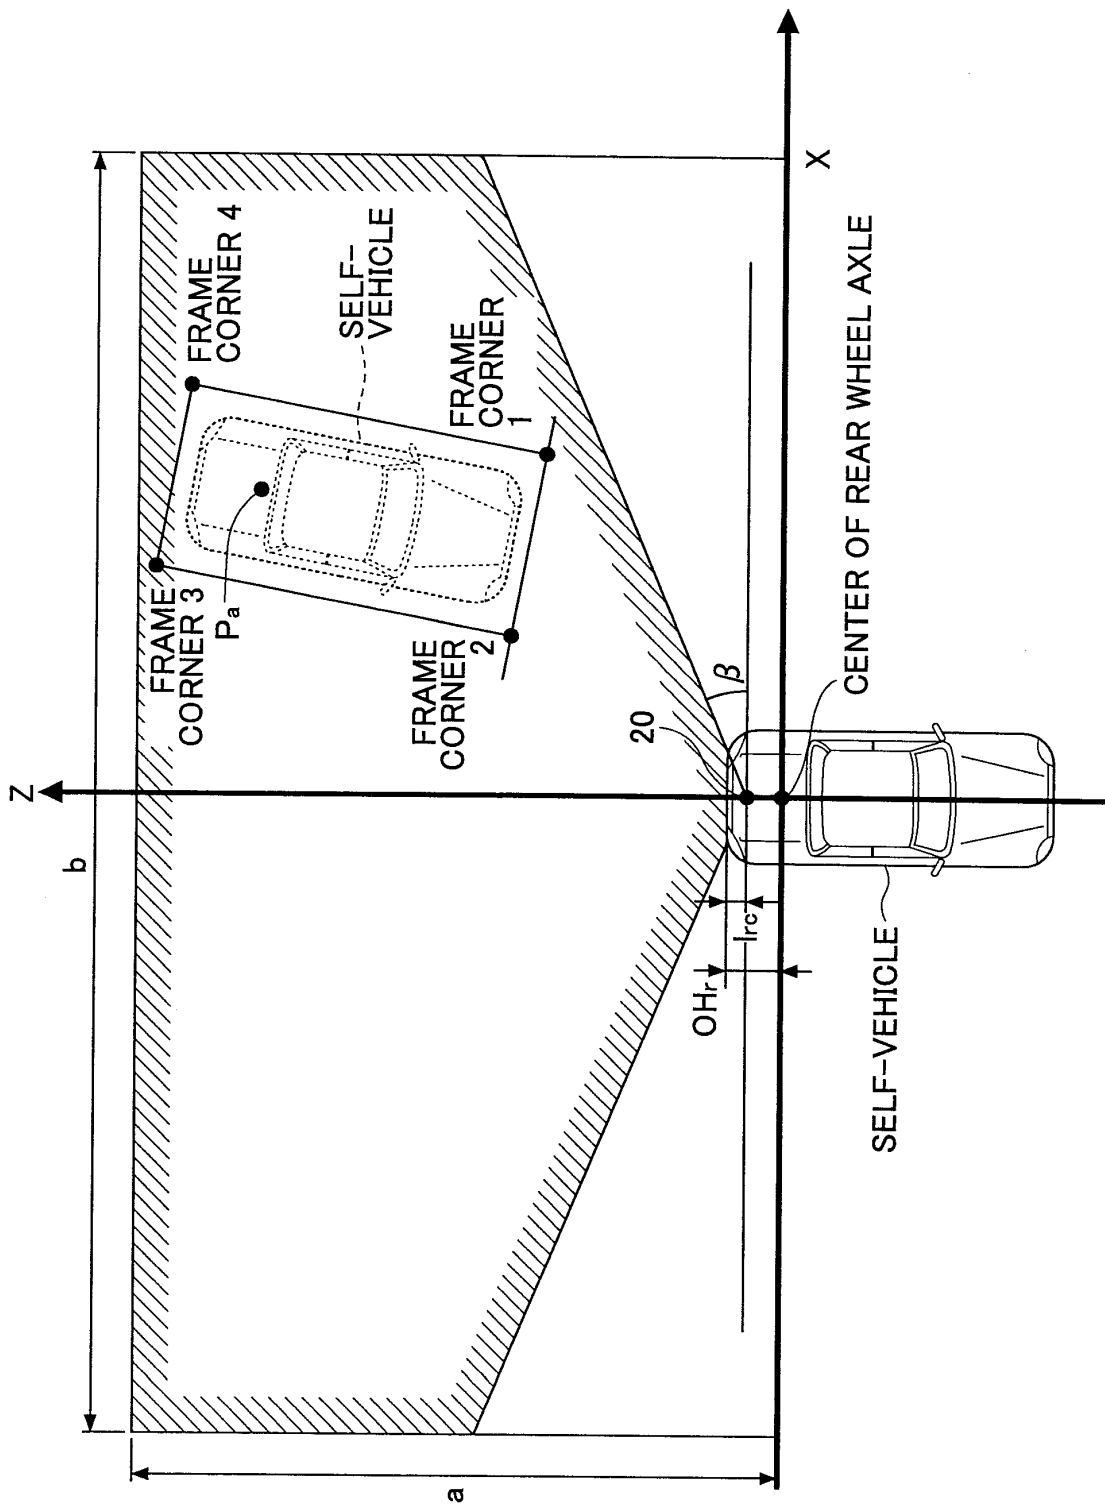 Z
b
X
a
FRAME
CORNER 4
SELF-
VEHICLE
FRAME
CORNER
1
FRAME
CORNER 3
Pa
FRAME
CORNER
2
20
β
CENTER OF REAR WHEEL AXLE
lrc
OHr
SELF-VEHICLE